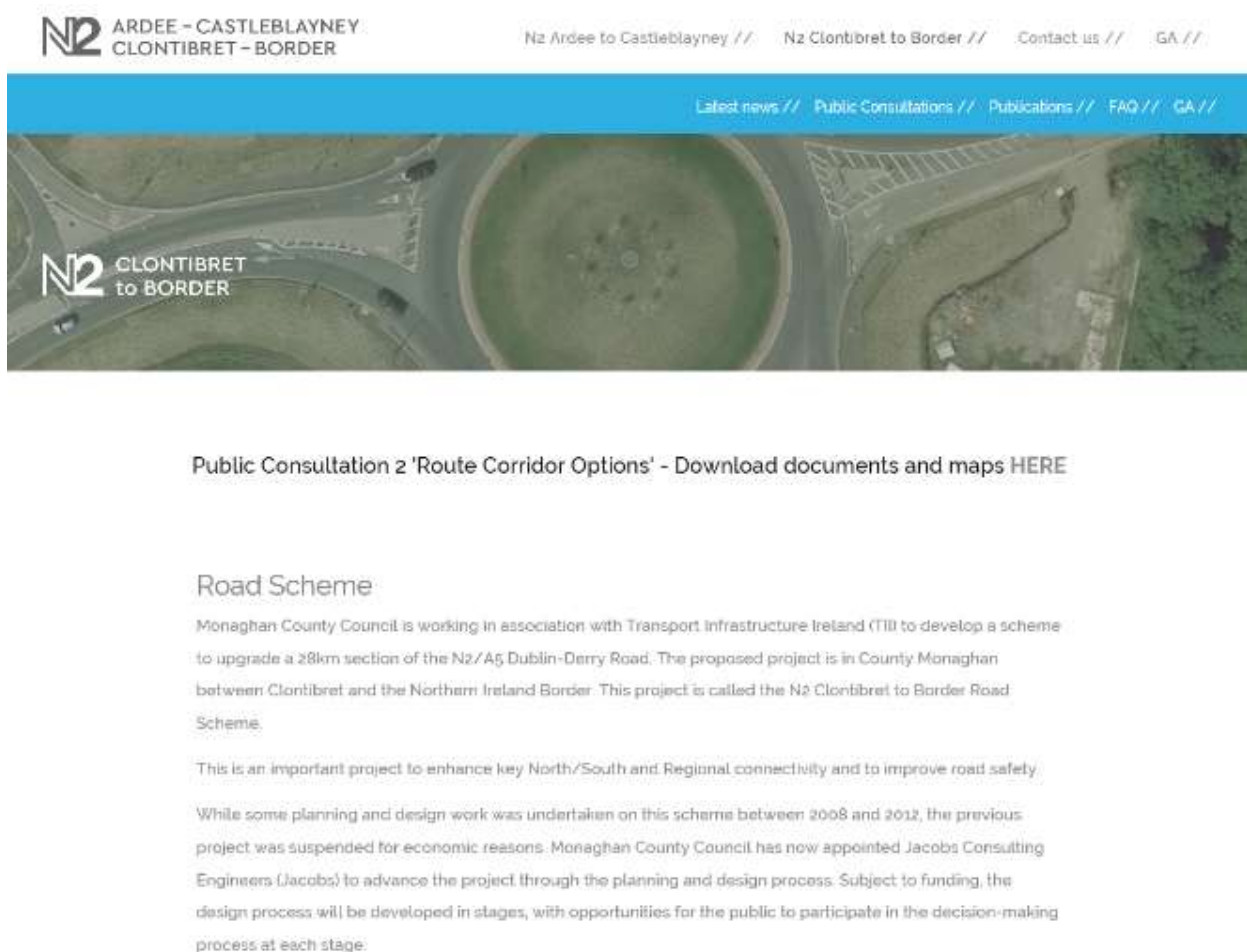 N2 ARDEE - CASTLEBLAYNEY
CLONTIBRET - BORDER
N2 Ardee to Castleblayney // N2 Clontibret to Border // Contact us // GA //
Latest news // Public Consultations // Publications // FAQ // GA //
N2 CLONTIBRET
to BORDER
Public Consultation 2 'Route Corridor Options' - Download documents and maps HERE
Road Scheme
Monaghan County Council is working in association with Transport Infrastructure Ireland (TII) to develop a scheme
to upgrade a 28km section of the N2/A5 Dublin-Derry Road. The proposed project is in County Monaghan
between Clontibret and the Northern Ireland Border. This project is called the N2 Clontibret to Border Road
Scheme.
This is an important project to enhance key North/South and Regional connectivity and to improve road safety.
While some planning and design work was undertaken on this scheme between 2008 and 2012, the previous
project was suspended for economic reasons. Monaghan County Council has now appointed Jacobs Consulting
Engineers (Jacobs) to advance the project through the planning and design process. Subject to funding, the
design process will be developed in stages, with opportunities for the public to participate in the decision-making
process at each stage.